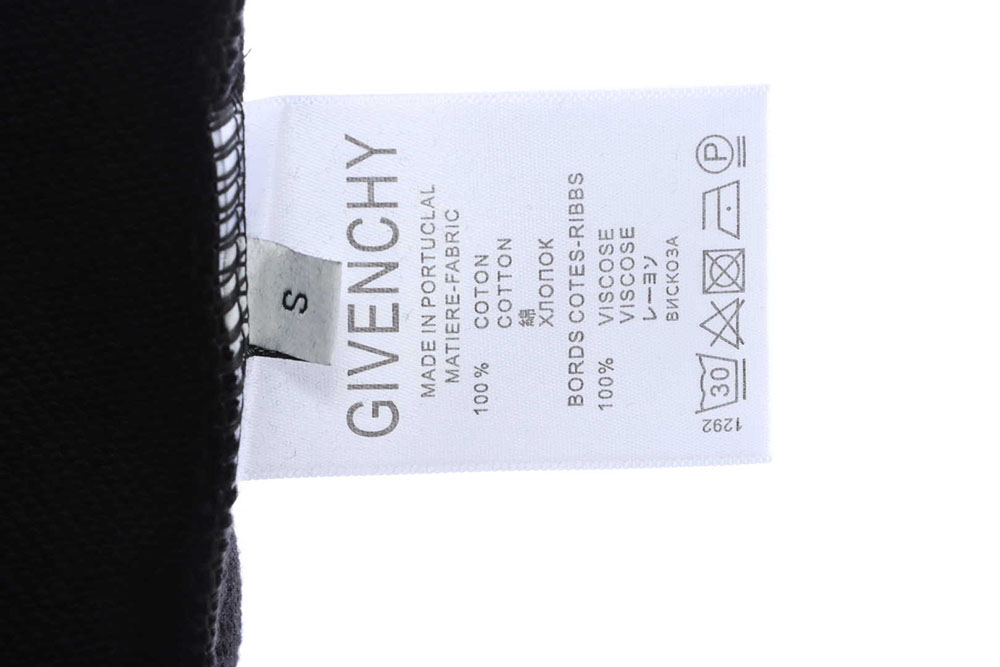 S
GIVENCHY
MADE IN PORTUCLAL
MATIERE-FABRIC
100% COTON
COTTON
綿
ХЛОПОК
BORDS COTES-RIBBS
100% VISCOSE
VISCOSE
レーヨン
ВИСКОЗА
30 P
1292